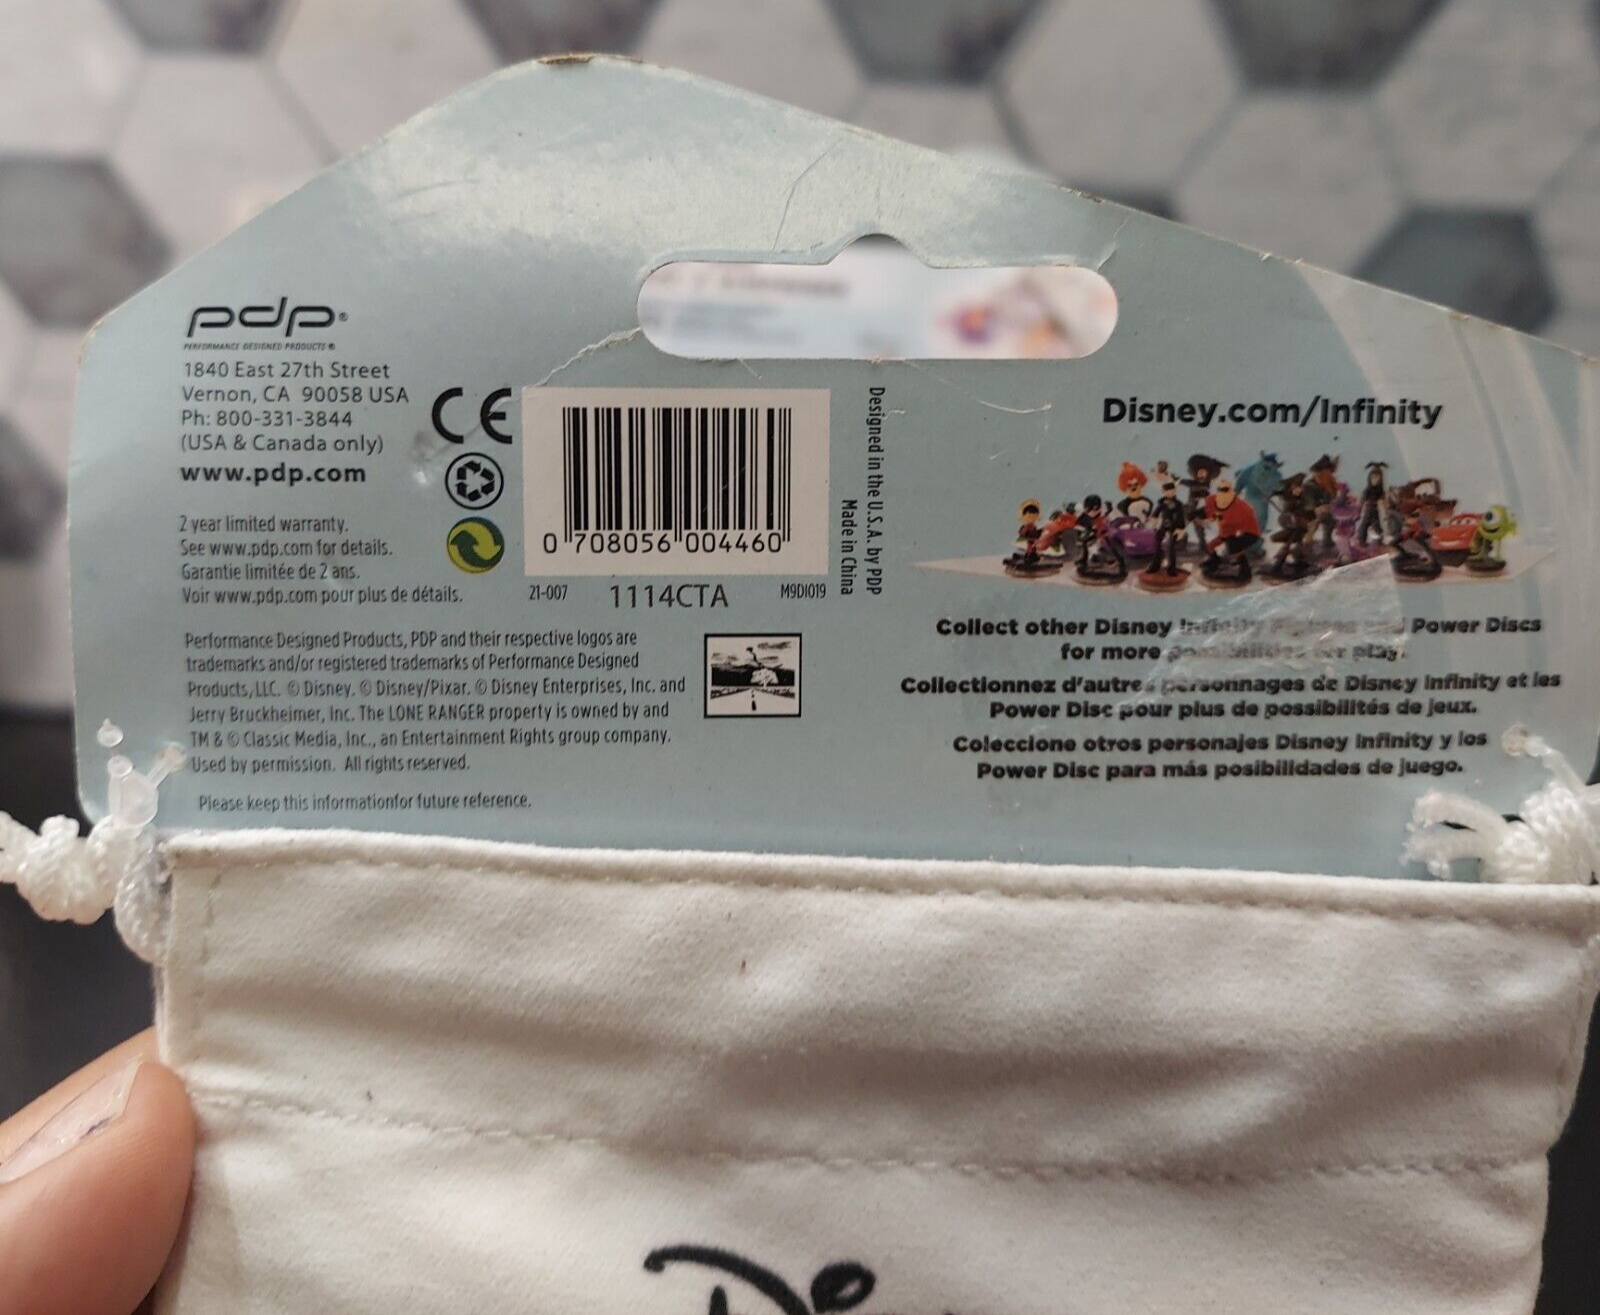 pdp®
PERFORMANCE DESIGNED PRODUCTS ®
1840 East 27th Street
Vernon, CA 90058 USA
Ph: 800-331-3844
(USA & Canada only)
www.pdp.com
2 year limited warranty.
See www.pdp.com for details.
Garantie limitée de 2 ans.
Voir www.pdp.com pour plus de détails.
CE
0 708056 004460
21-007 1114CTA M9DI019
Designed in the U.S.A. by PDP
Made in China
Performance Designed Products, PDP and their respective logos are
trademarks and/or registered trademarks of Performance Designed
Products, LLC. © Disney. © Disney/Pixar. © Disney Enterprises, Inc. and
Jerry Bruckheimer, Inc. The LONE RANGER property is owned by and
TM & © Classic Media, Inc., an Entertainment Rights group company.
Used by permission. All rights reserved.
Please keep this informationfor future reference.
Disney.com/Infinity
Collect other Disney Infinity Figures and Power Discs
for more possibilities for play.
Collectionnez d'autres personnages de Disney Infinity et les
Power Disc pour plus de possibilités de jeux.
Coleccione otros personajes Disney Infinity y los
Power Disc para más posibilidades de juego.